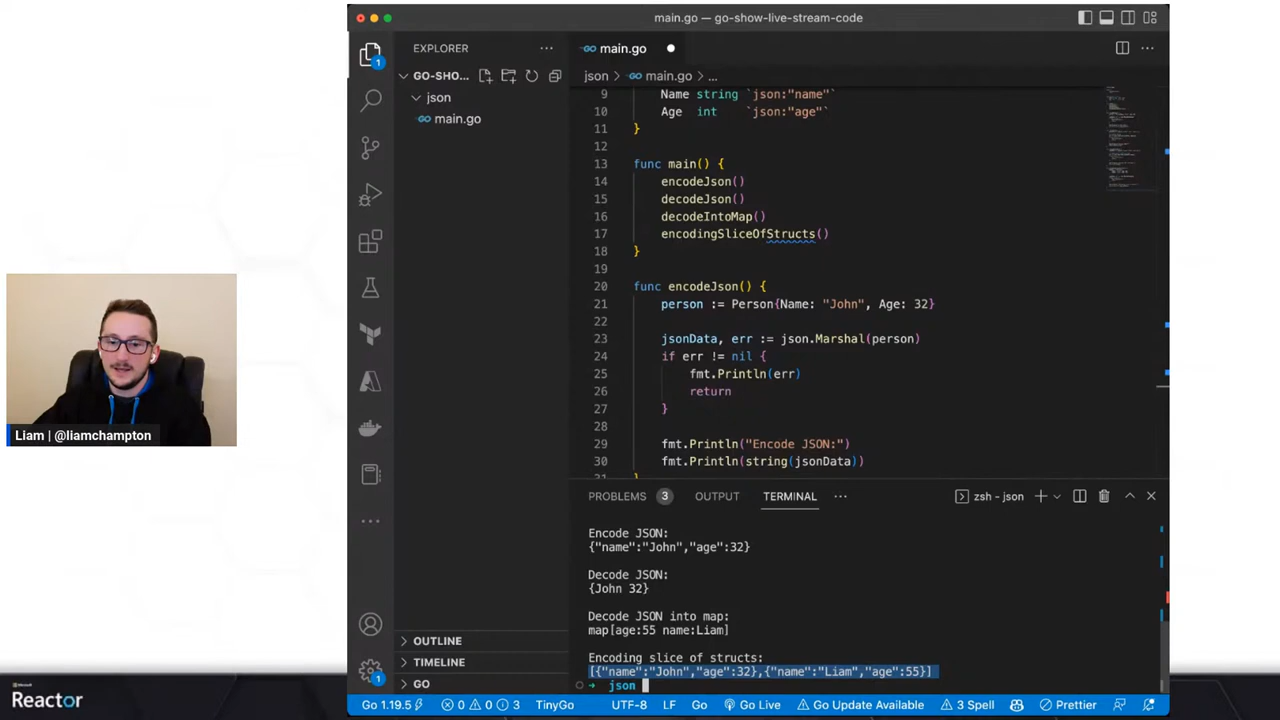 main.go — go-show-live-stream-code
EXPLORER
main.go
1
GO-SHO...
json > main.go > ...
json
main.go
9 Name string `json:"name"`
10 Age int `json:"age"`
11 }
12
13 func main() {
14 encodeJson()
15 decodeJson()
16 decodeIntoMap()
17 encodingSliceOfStructs()
18 }
19
20 func encodeJson() {
21 person := Person{Name: "John", Age: 32}
22
23 jsonData, err := json.Marshal(person)
24 if err != nil {
25 fmt.Println(err)
26 return
27 }
28
29 fmt.Println("Encode JSON:")
30 fmt.Println(string(jsonData))
31 }
Liam | @liamchampton
PROBLEMS 3 OUTPUT TERMINAL ... zsh - json
Encode JSON:
{"name":"John","age":32}
Decode JSON:
{John 32}
Decode JSON into map:
map[age:55 name:Liam]
Encoding slice of structs:
[{"name":"John","age":32},{"name":"Liam","age":55}]
→ json
OUTLINE
TIMELINE
GO
1
Microsoft
Reactor
Go 1.19.5 0 0 3 TinyGo UTF-8 LF Go Go Live Go Update Available 3 Spell Prettier